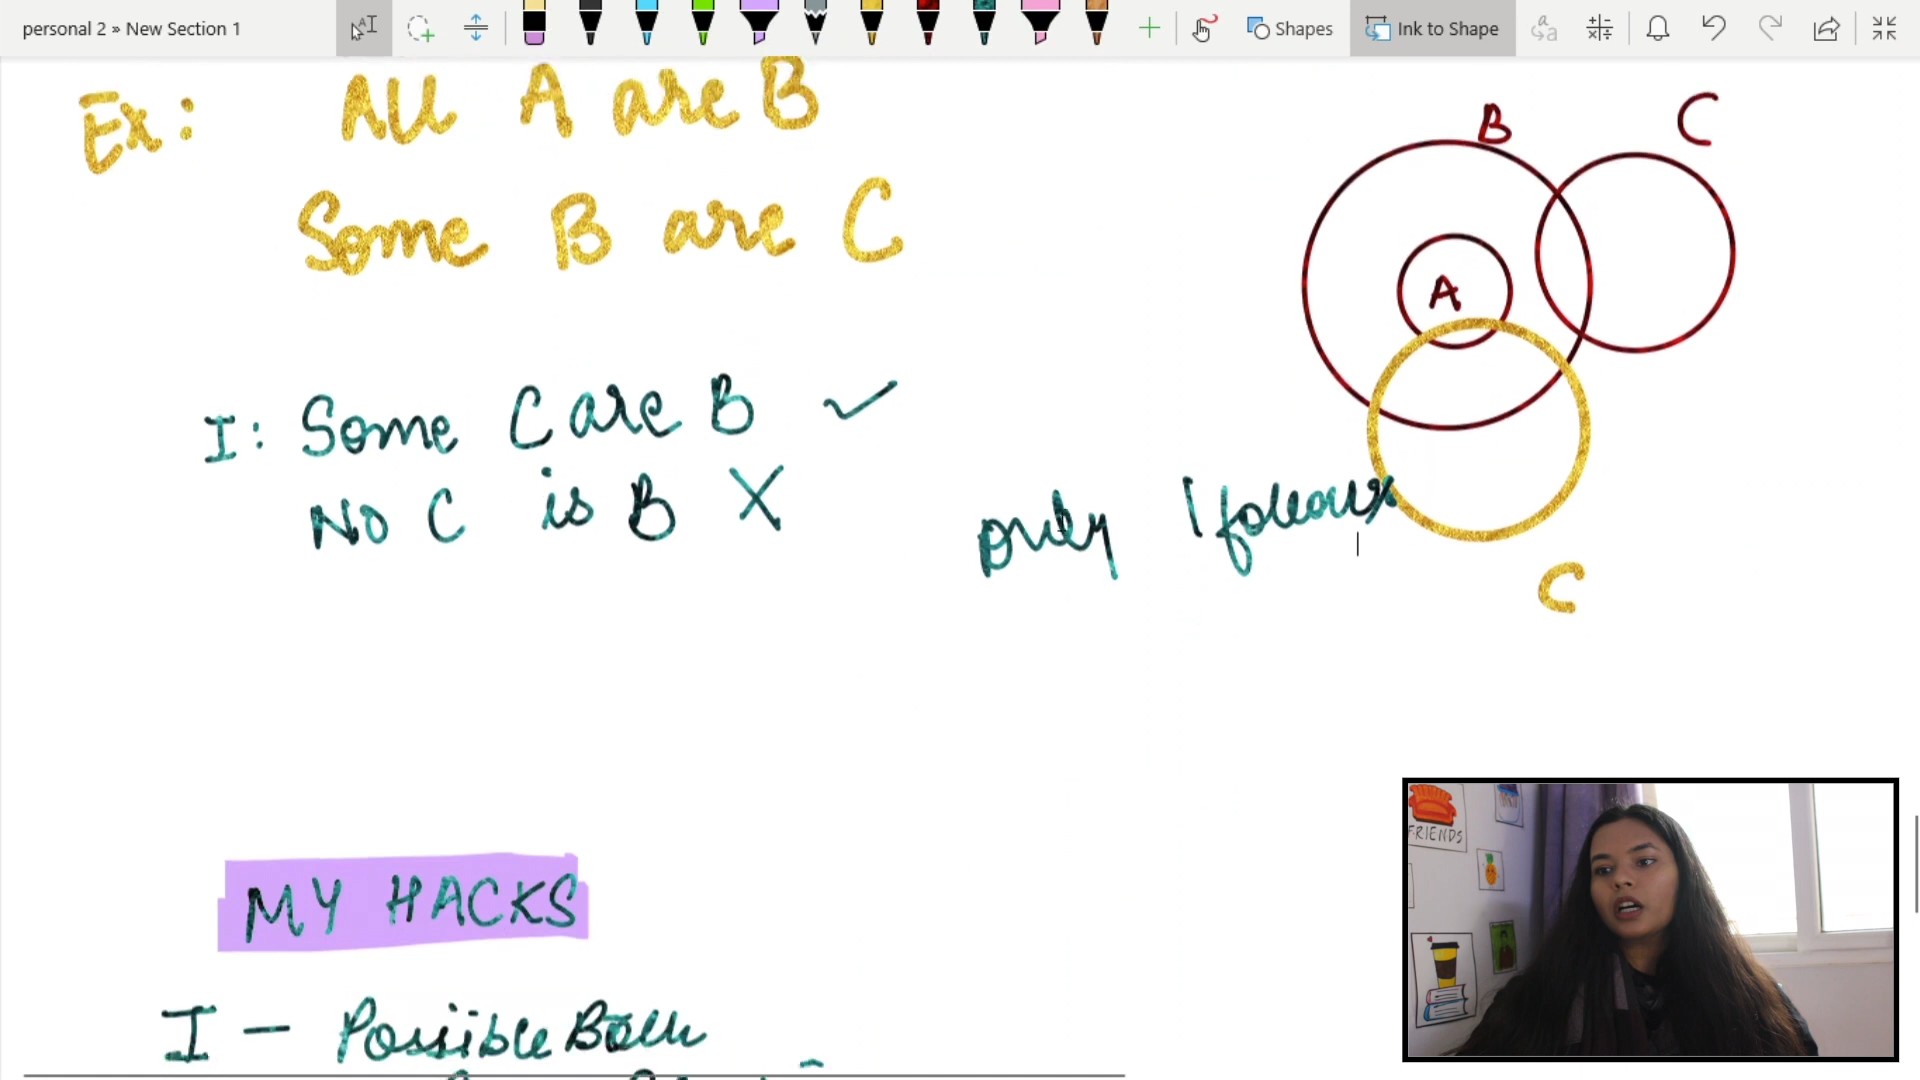 personal 2 » New Section 1
Shapes
Ink to Shape
Ex: All A are B
Some B are C
B
C
A
C
I: Some C are B ✓
No C is B X
only I follows
FRIENDS
MY HACKS
I - Possible Both